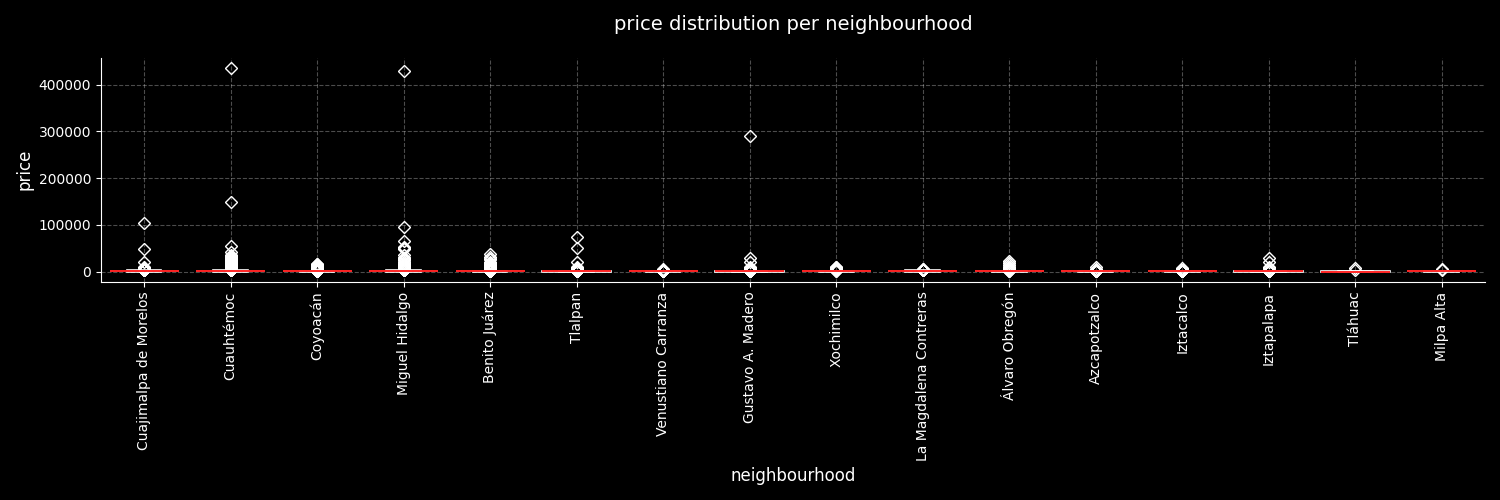 price distribution per neighbourhood
price
400000
300000
200000
100000
0
Cuajimalpa de Morelos
Cuauhtémoc
Coyoacán
Miguel Hidalgo
Benito Juárez
Tlalpan
Venustiano Carranza
Gustavo A. Madero
Xochimilco
La Magdalena Contreras
Álvaro Obregón
Azcapotzalco
Iztacalco
Iztapalapa
Tláhuac
Milpa Alta
neighbourhood